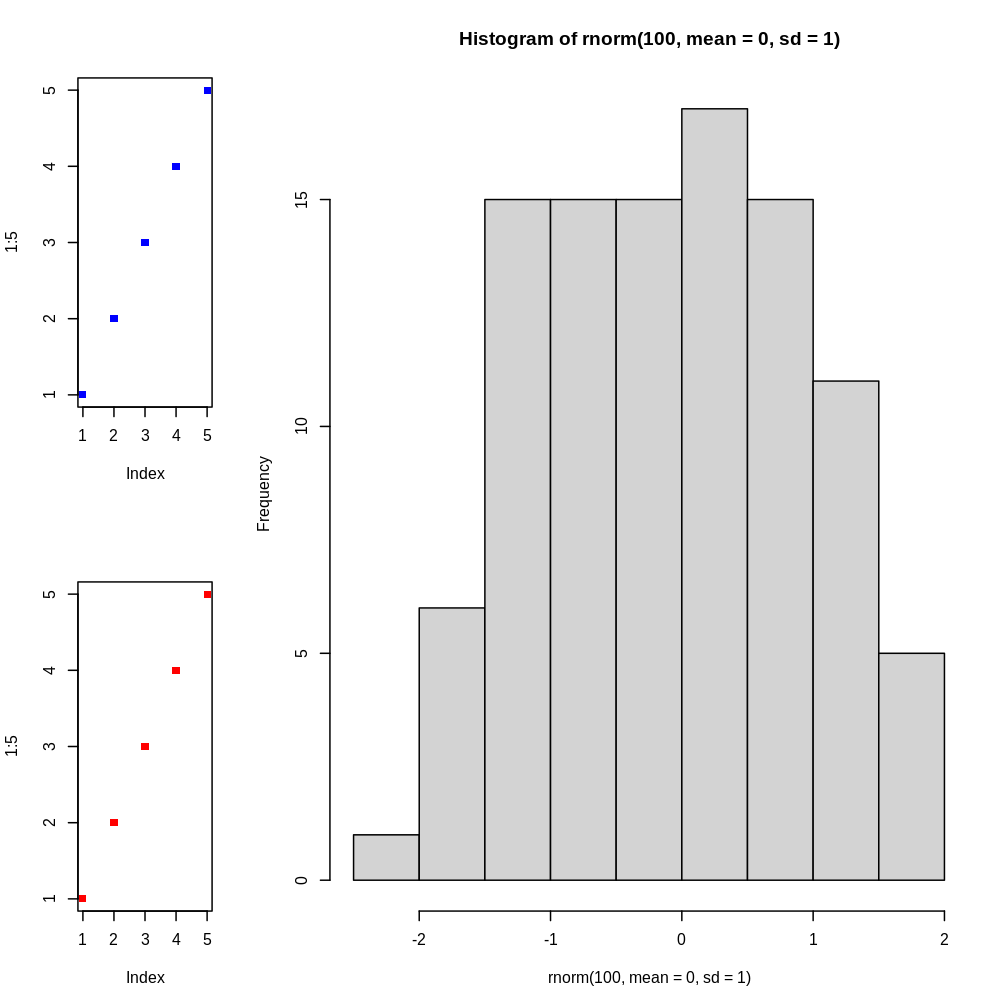 Histogram of rnorm(100, mean = 0, sd = 1)
5
4
3
2
1
1:5
1 2 3 4 5
Index
5
4
3
2
1
1:5
1 2 3 4 5
Index
15
10
5
0
Frequency
-2 -1 0 1 2
rnorm(100, mean = 0, sd = 1)